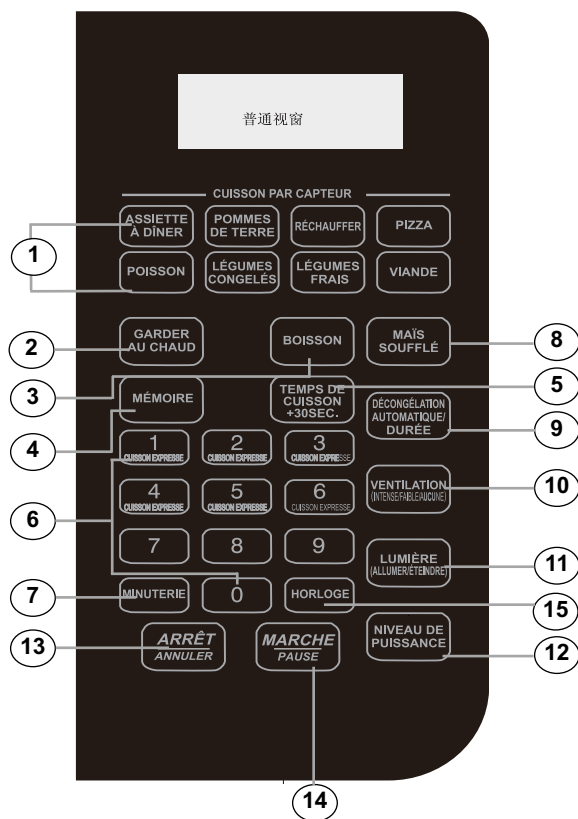 普通视窗
CUISSON PAR CAPTEUR
ASSIETTE
À DÎNER
POMMES
DE TERRE
RÉCHAUFFER
PIZZA
1
POISSON
LÉGUMES
CONGELÉS
LÉGUMES
FRAIS
VIANDE
GARDER
AU CHAUD
BOISSON
MAÏS
SOUFFLÉ
2
8
3
MÉMOIRE
TEMPS DE
CUISSON
+30SEC.
5
DÉCONGÉLATION
AUTOMATIQUE/
DURÉE
4
9
1
CUISSON EXPRESSE
2
CUISSON EXPRESSE
3
CUISSON EXPRESSE
4
CUISSON EXPRESSE
5
CUISSON EXPRESSE
6
CUISSON EXPRESSE
VENTILATION
(INTENSE/FAIBLE/AUCUNE)
10
6
7
8
9
LUMIÈRE
(ALLUMER/ÉTEINDRE)
11
7
MINUTERIE
0
HORLOGE
15
13
ARRÊT
ANNULER
MARCHE
PAUSE
NIVEAU DE
PUISSANCE
12
14